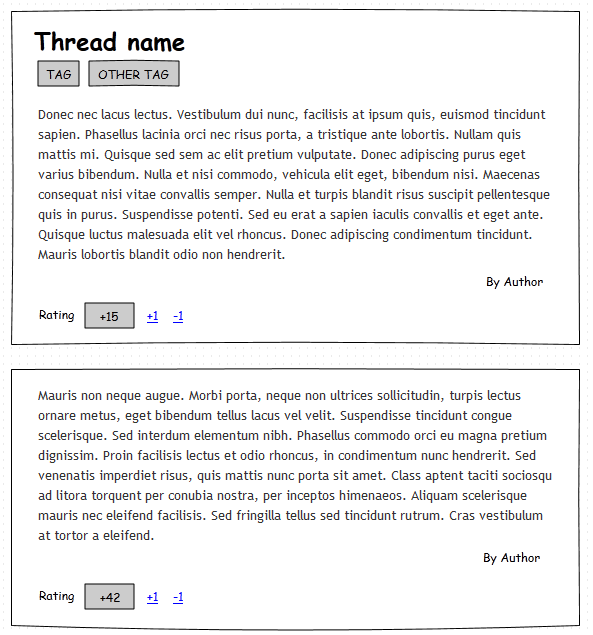 Thread name
TAG OTHER TAG
Donec nec lacus lectus. Vestibulum dui nunc, facilisis at ipsum quis, euismod tincidunt
sapien. Phasellus lacinia orci nec risus porta, a tristique ante lobortis. Nullam quis
mattis mi. Quisque sed sem ac elit pretium vulputate. Donec adipiscing purus eget
varius bibendum. Nulla et nisi commodo, vehicula elit eget, bibendum nisi. Maecenas
consequat nisi vitae convallis semper. Nulla et turpis blandit risus suscipit pellentesque
quis in purus. Suspendisse potenti. Sed eu erat a sapien iaculis convallis et eget ante.
Quisque luctus malesuada elit vel rhoncus. Donec adipiscing condimentum tincidunt.
Mauris lobortis blandit odio non hendrerit.
By Author
Rating +15 +1 -1
Mauris non neque augue. Morbi porta, neque non ultrices sollicitudin, turpis lectus
ornare metus, eget bibendum tellus lacus vel velit. Suspendisse tincidunt congue
scelerisque. Sed interdum elementum nibh. Phasellus commodo orci eu magna pretium
dignissim. Proin facilisis lectus et odio rhoncus, in condimentum nunc hendrerit. Sed
venenatis imperdiet risus, quis mattis nunc porta sit amet. Class aptent taciti sociosqu
ad litora torquent per conubia nostra, per inceptos himenaeos. Aliquam scelerisque
mauris nec eleifend facilisis. Sed fringilla tellus sed tincidunt rutrum. Cras vestibulum
at tortor a eleifend.
By Author
Rating +42 +1 -1